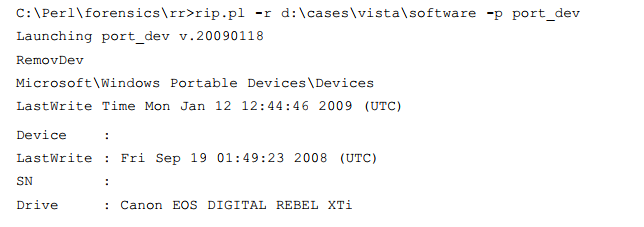 C:\Perl\forensics\rr>rip.pl -r d:\cases\vista\software -p port_dev
Launching port_dev v.20090118
RemovDev
Microsoft\Windows Portable Devices\Devices
LastWrite Time Mon Jan 12 12:44:46 2009 (UTC)
Device     :
LastWrite : Fri Sep 19 01:49:23 2008 (UTC)
SN         :
Drive      : Canon EOS DIGITAL REBEL XTi